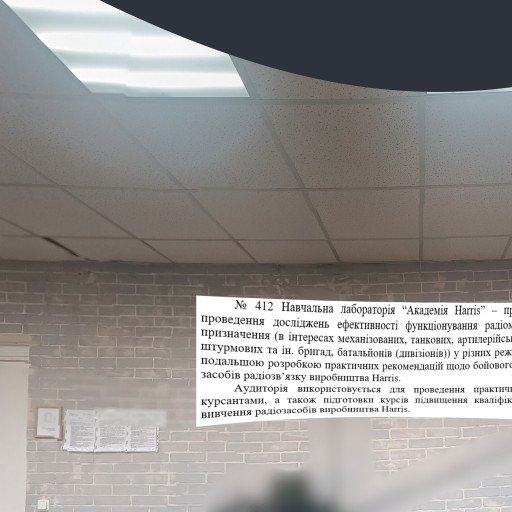 № 412 Навчальна лабораторія “Академія Harris” – пр
проведення досліджень ефективності функціонування радіом
призначення (в інтересах механізованих, танкових, артилерійсь
штурмових та ін. бригад, батальйонів (дивізіонів)) у різних реж
подальшою розробкою практичних рекомендацій щодо бойового
засобів радіозв’язку виробництва Harris.
Аудиторія використовується для проведення практичн
курсантами, а також підготовки курсів підвищення кваліфік
вивчення радіозасобів виробництва Harris.